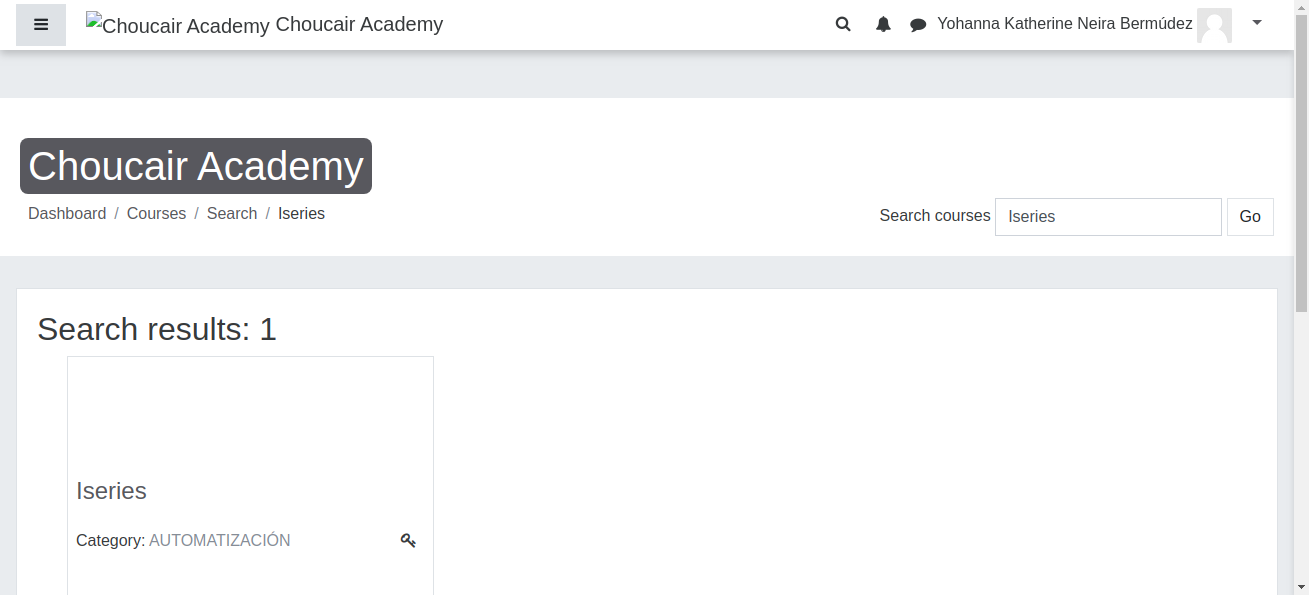 Choucair Academy Choucair Academy
Yohanna Katherine Neira Bermúdez
Choucair Academy
Dashboard / Courses / Search / Iseries
Search courses Iseries Go
Search results: 1
Iseries
Category: AUTOMATIZACIÓN